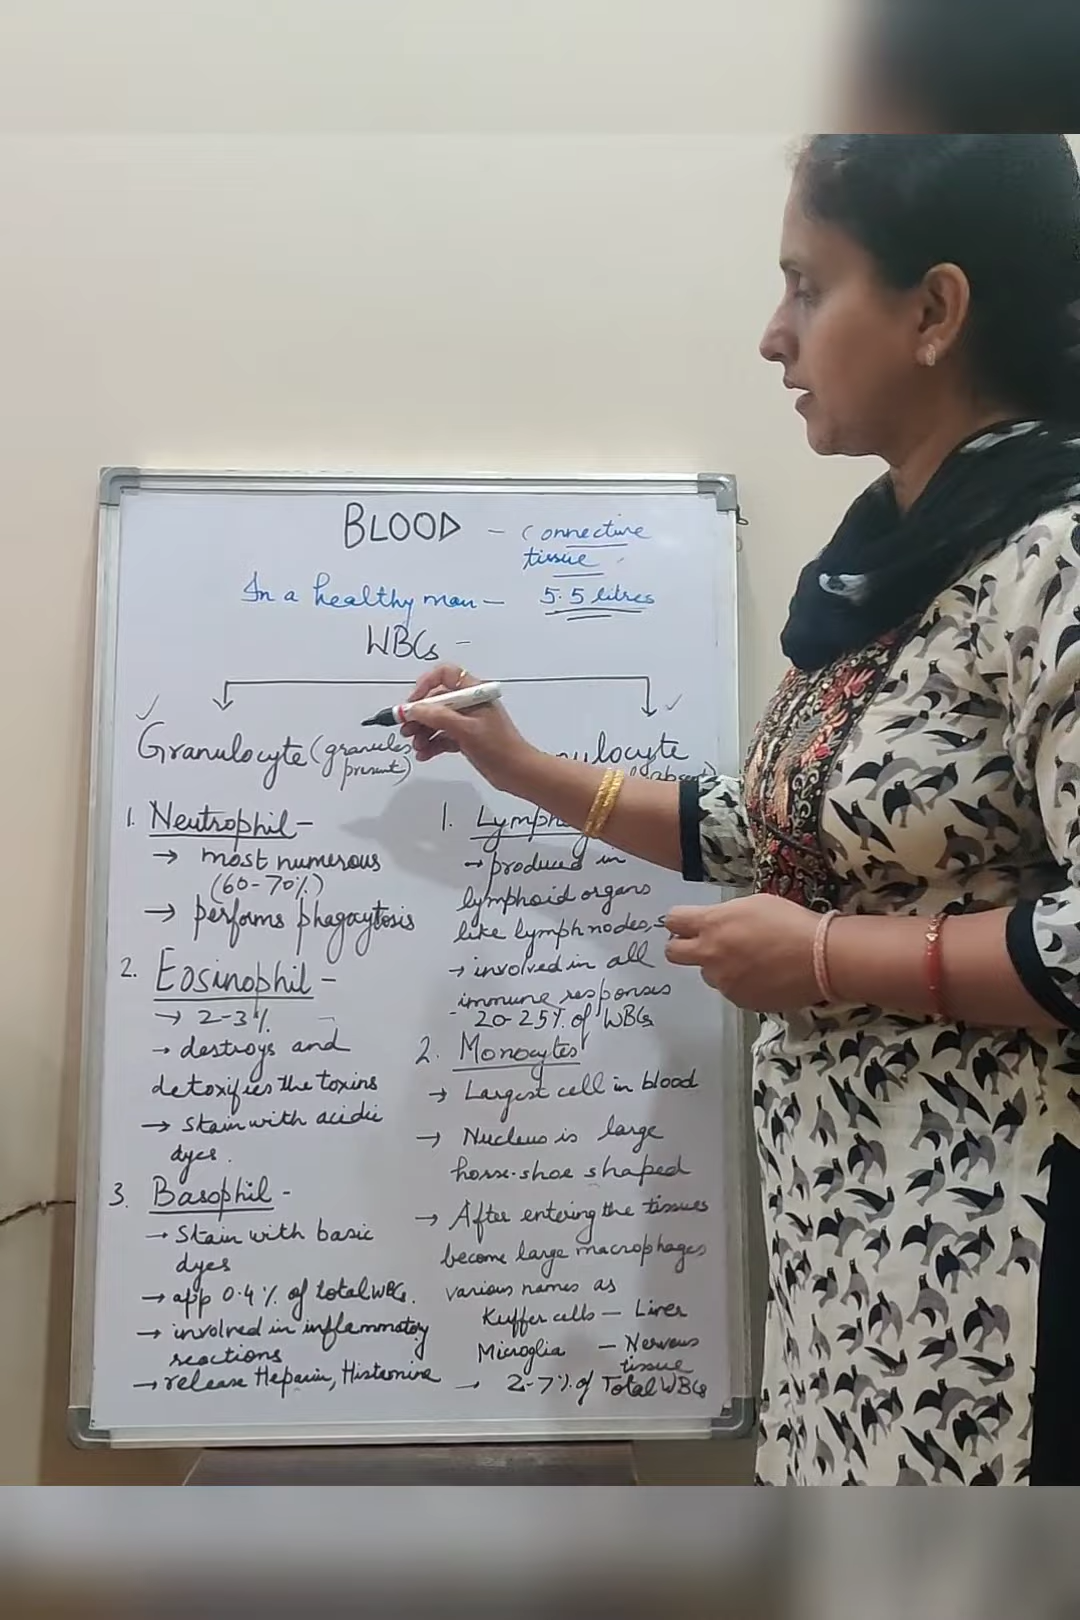 BLOOD - Connective
tissue
In a healthy man - 5.5 litres
WBCs -
Granulocyte (granules
present)
1. Neutrophil -
→ most numerous
(60-70%)
→ performs phagocytosis
2. Eosinophil -
→ 2-3%
→ destroys and
detoxifies the toxins
→ Stain with acidic
dyes.
3. Basophil -
→ Stain with basic
dyes
→ app 0.4% of total WBCs.
→ involved in inflammatory
reactions
→ release Heparin, Histamine
absent)
1.
→ produced in
lymphoid organs
like lymph nodes,
→ involved in all
immune responses
20-25% of WBCs
2. Monocytes
→ Largest cell in blood
→ Nucleus is large
horse-shoe shaped
→ After entering the tissues
become large macrophages
various names as
Kuffer cells - Liver
Microglia - Nervous
tissue
→ 2-7% of Total WBCs